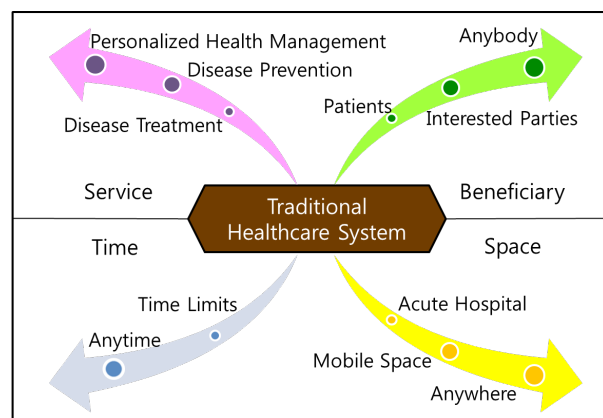 Personalized Health Management
Disease Prevention
Disease Treatment
Service
Anybody
Patients
Interested Parties
Beneficiary
Traditional
Healthcare System
Time
Time Limits
Anytime
Space
Acute Hospital
Mobile Space
Anywhere